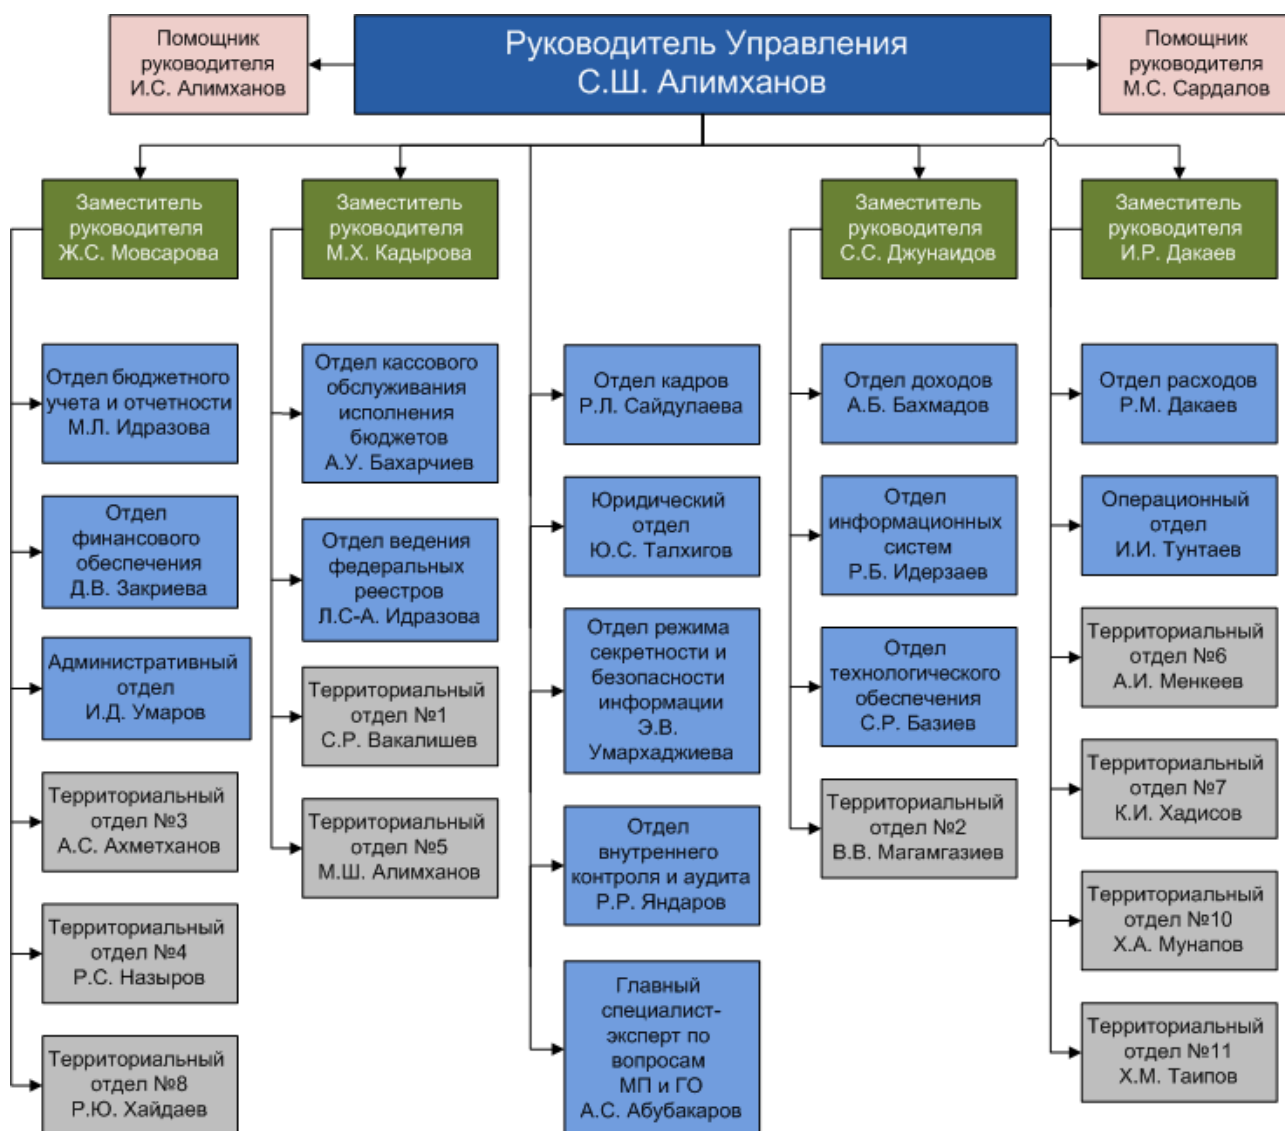 Помощник
руководителя
И.С. Алимханов
Руководитель Управления
С.Ш. Алимханов
Помощник
руководителя
М.С. Сардалов
Заместитель
руководителя
Ж.С. Мовсарова
Заместитель
руководителя
М.Х. Кадырова
Заместитель
руководителя
С.С. Джунаидов
Заместитель
руководителя
И.Р. Дакаев
Отдел бюджетного
учета и отчетности
М.Л. Идразова
Отдел
финансового
обеспечения
Д.В. Закриева
Административный
отдел
И.Д. Умаров
Территориальный
отдел №3
А.С. Ахметханов
Территориальный
отдел №4
Р.С. Назыров
Территориальный
отдел №8
Р.Ю. Хайдаев
Отдел кассового
обслуживания
исполнения
бюджетов
А.У. Бахарчиев
Отдел ведения
федеральных
реестров
Л.С-А. Идразова
Территориальный
отдел №1
С.Р. Вакалишев
Территориальный
отдел №5
М.Ш. Алимханов
Отдел кадров
Р.Л. Сайдулаева
Юридический
отдел
Ю.С. Талхигов
Отдел режима
секретности и
безопасности
информации
Э.В.
Умархаджиева
Отдел
внутреннего
контроля и аудита
Р.Р. Яндаров
Главный
специалист-
эксперт по
вопросам
МП и ГО
А.С. Абубакаров
Отдел доходов
А.Б. Бахмадов
Отдел
информационных
систем
Р.Б. Идерзаев
Отдел
технологического
обеспечения
С.Р. Базиев
Территориальный
отдел №2
В.В. Магамгазиев
Отдел расходов
Р.М. Дакаев
Операционный
отдел
И.И. Тунтаев
Территориальный
отдел №6
А.И. Менкеев
Территориальный
отдел №7
К.И. Хадисов
Территориальный
отдел №10
Х.А. Мунапов
Территориальный
отдел №11
Х.М. Таипов